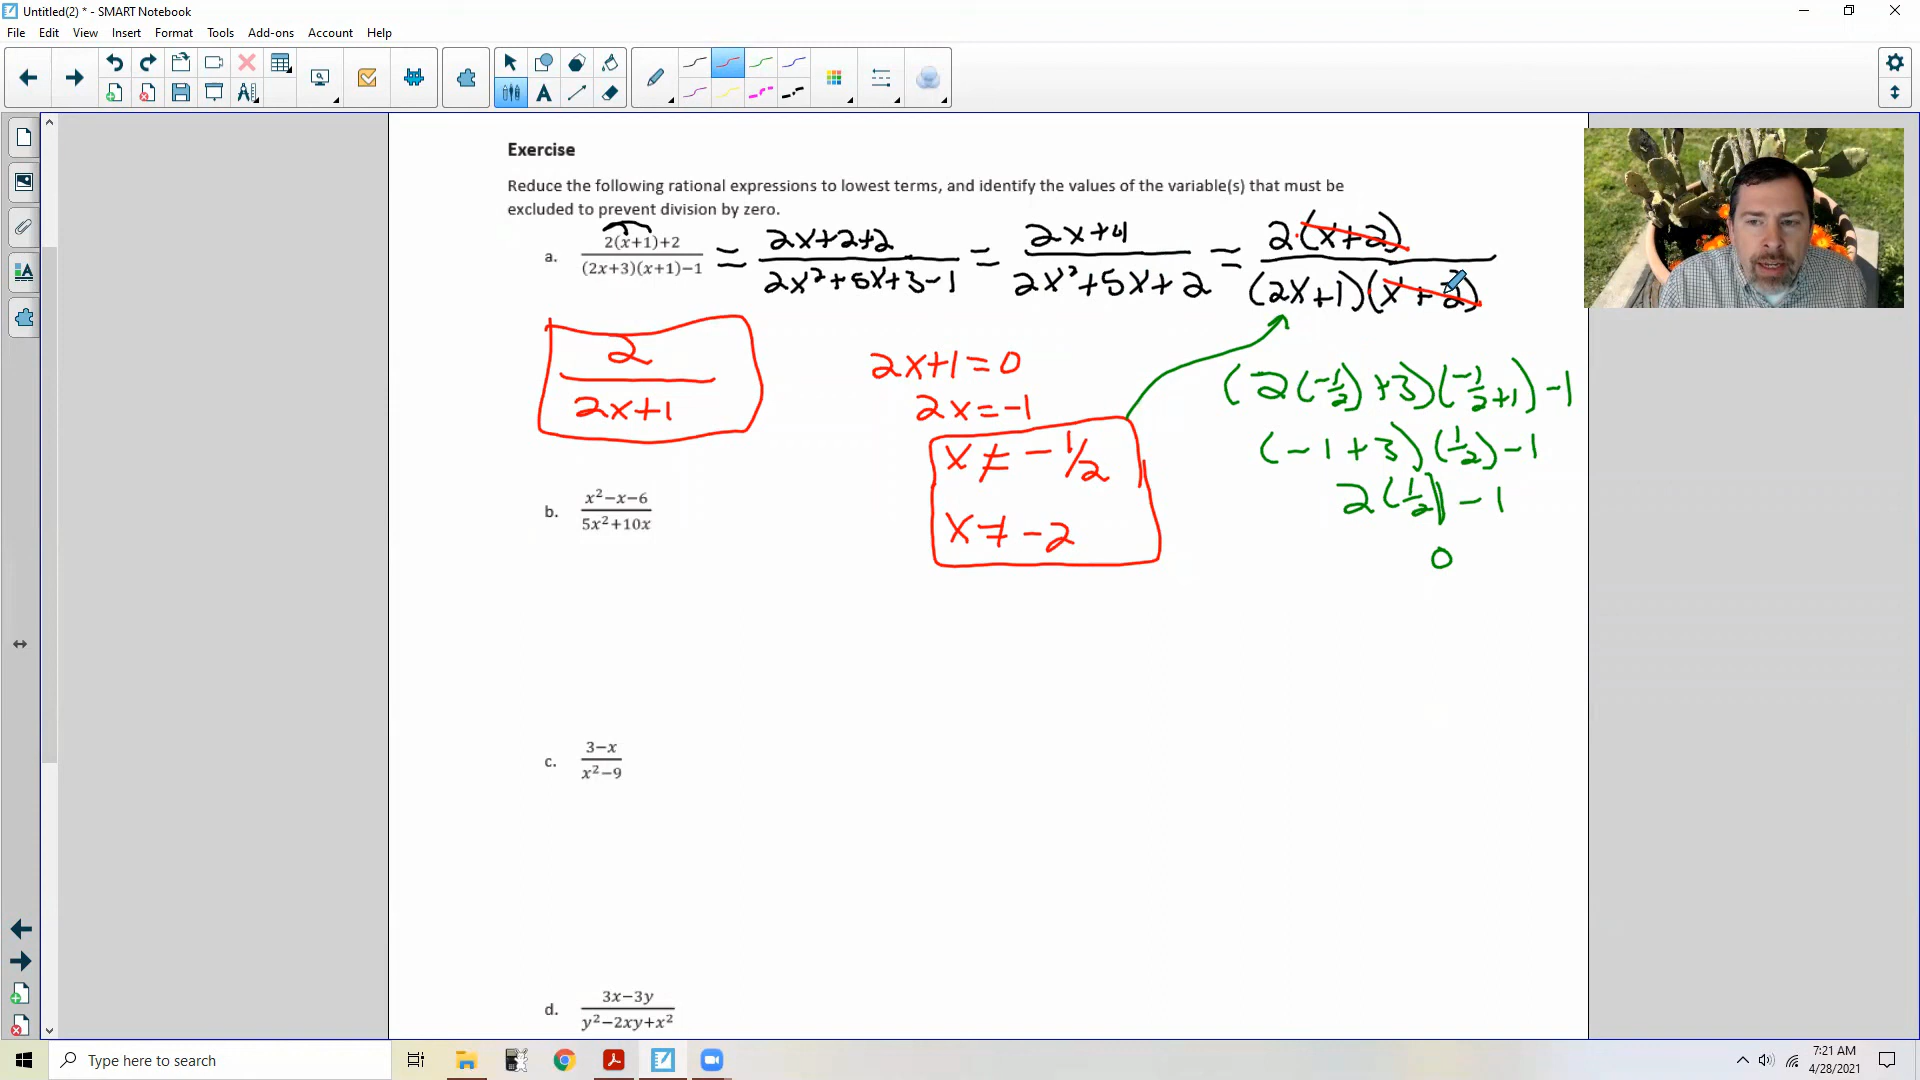 Untitled(2) * - SMART Notebook
File Edit View Insert Format Tools Add-ons Account Help
Exercise
Reduce the following rational expressions to lowest terms, and identify the values of the variable(s) that must be
excluded to prevent division by zero.
a. 2(x+1)+2 / (2x+3)(x+1)−1 = 2x+2+2 / 2x²+5x+3−1 = 2x+4 / 2x²+5x+2 = 2·(x+2) / (2x+1)(x+2)
2 / 2x+1
2x+1=0
2x=−1
x≠ −1/2
x≠ −2
(2(−1/2)+3)(−1/2+1)−1
(−1+3)(1/2)−1
2(1/2)−1
0
b. x²−x−6 / 5x²+10x
c. 3−x / x²−9
d. 3x−3y / y²−2xy+x²
Type here to search
7:21 AM
4/28/2021